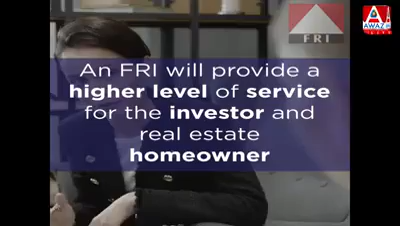 FRI
A
AWAZ
An FRI will provide a
higher level of service
for the investor and
real estate
homeowner